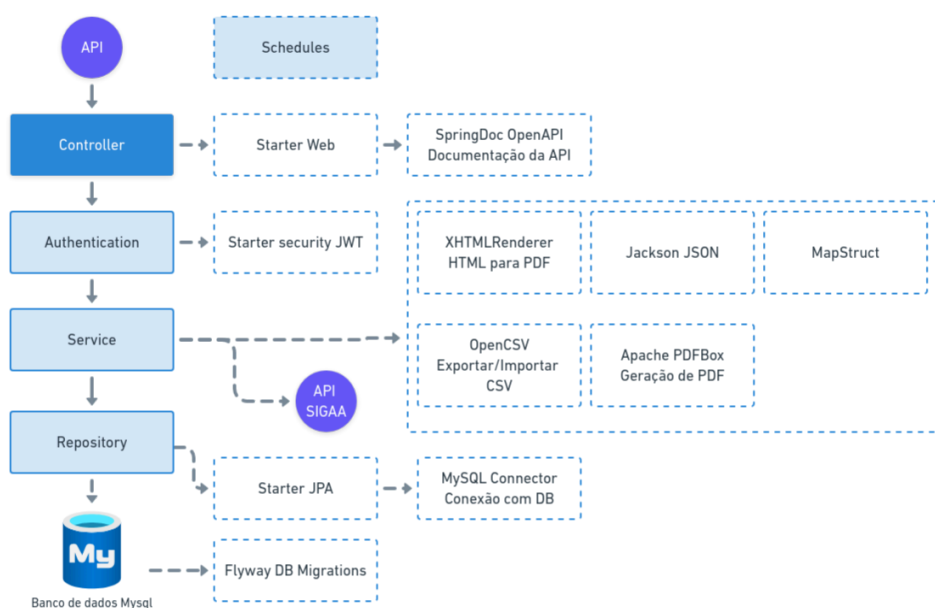 API
Schedules
Controller
Starter Web
SpringDoc OpenAPI
Documentação da API
Authentication
Starter security JWT
XHTMLRenderer
HTML para PDF
Jackson JSON
MapStruct
Service
OpenCSV
Exportar/Importar
CSV
Apache PDFBox
Geração de PDF
API
SIGAA
Repository
Starter JPA
MySQL Connector
Conexão com DB
My
Flyway DB Migrations
Banco de dados Mysql